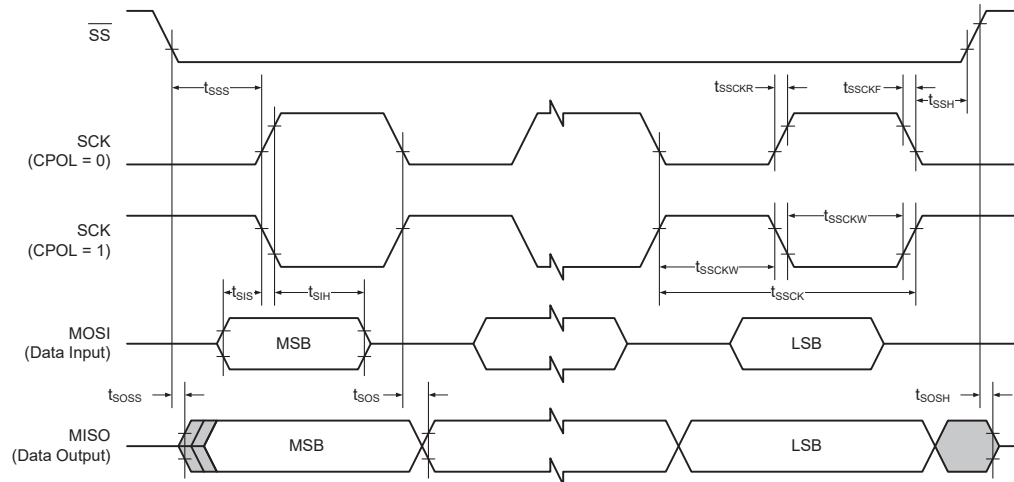 SS
tSSS
tSSCKR
tSSCKF
tSSH
SCK
(CPOL = 0)
SCK
(CPOL = 1)
tSSCKW
tSSCKW
tSSCK
tSIS
tSIH
MOSI
(Data Input)
MSB
LSB
tSOSS
tSOS
tSOSH
MISO
(Data Output)
MSB
LSB